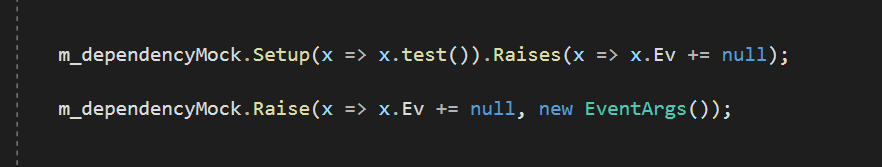 m_dependencyMock.Setup(x => x.test()).Raises(x => x.Ev += null);
m_dependencyMock.Raise(x => x.Ev += null, new EventArgs());